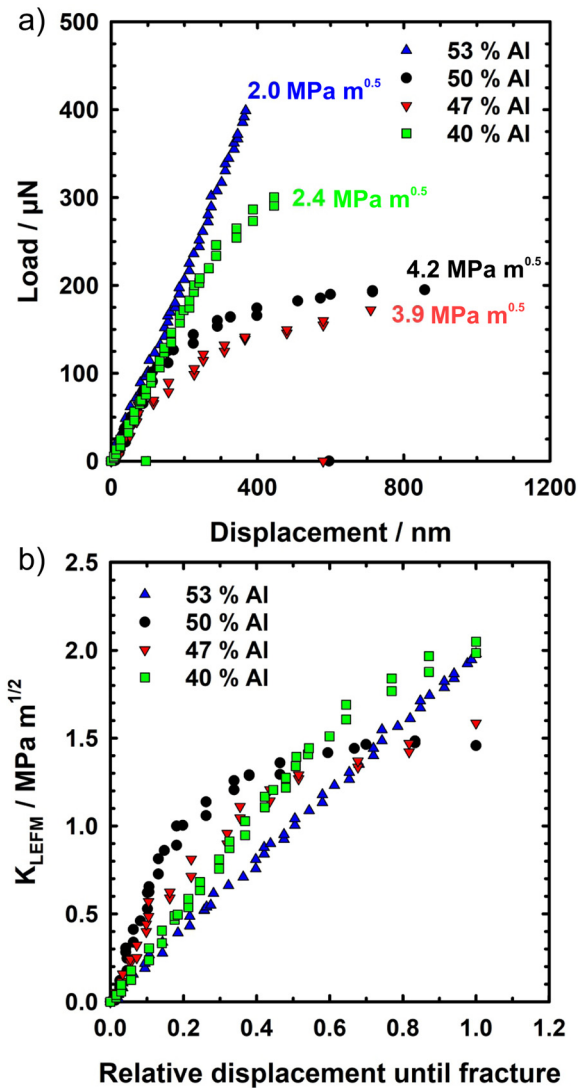 a)
500
400
300
200
100
0
Load / µN
53 % Al
50 % Al
47 % Al
40 % Al
2.0 MPa m^0.5
2.4 MPa m^0.5
4.2 MPa m^0.5
3.9 MPa m^0.5
0 400 800 1200
Displacement / nm
b)
2.5
2.0
1.5
1.0
0.5
0.0
K_LEFM / MPa m^1/2
53 % Al
50 % Al
47 % Al
40 % Al
0.0 0.2 0.4 0.6 0.8 1.0 1.2
Relative displacement until fracture